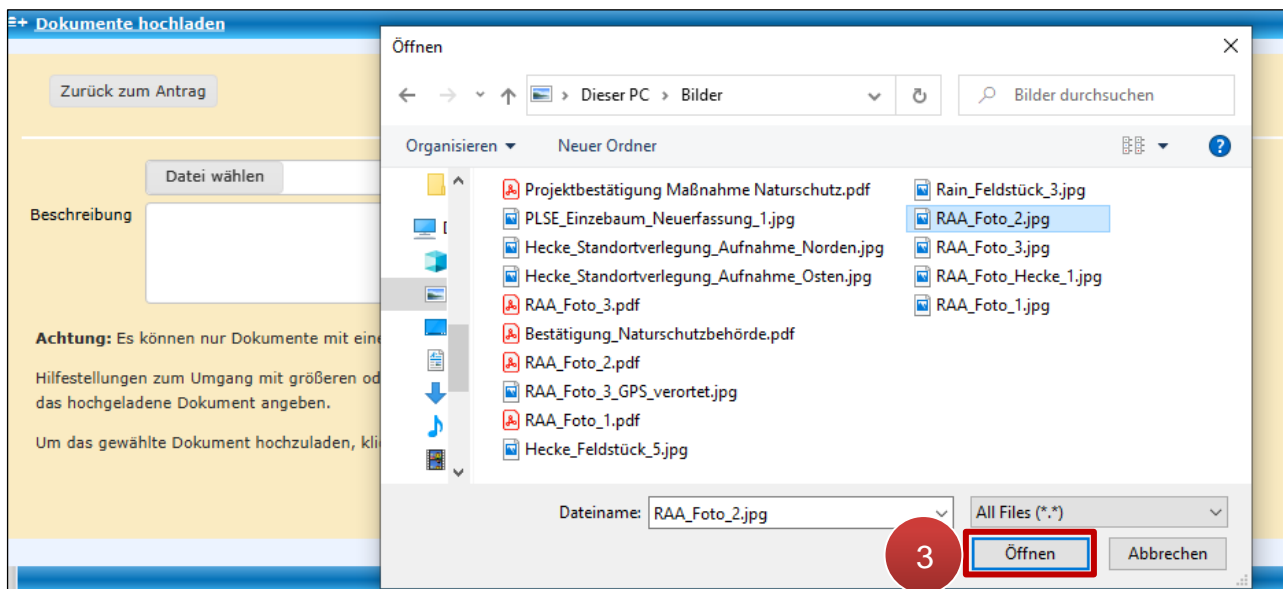 Dokumente hochladen
Zurück zum Antrag
Datei wählen
Beschreibung
Achtung: Es können nur Dokumente mit eine
Hilfestellungen zum Umgang mit größeren od
das hochgeladene Dokument angeben.
Um das gewählte Dokument hochzuladen, kli
Öffnen
Dieser PC > Bilder
Bilder durchsuchen
Organisieren
Neuer Ordner
Projektbestätigung Maßnahme Naturschutz.pdf
PLSE_Einzebaum_Neuerfassung_1.jpg
Hecke_Standortverlegung_Aufnahme_Norden.jpg
Hecke_Standortverlegung_Aufnahme_Osten.jpg
RAA_Foto_3.pdf
Bestätigung_Naturschutzbehörde.pdf
RAA_Foto_2.pdf
RAA_Foto_3_GPS_verortet.jpg
RAA_Foto_1.pdf
Hecke_Feldstück_5.jpg
Rain_Feldstück_3.jpg
RAA_Foto_2.jpg
RAA_Foto_3.jpg
RAA_Foto_Hecke_1.jpg
RAA_Foto_1.jpg
Dateiname: RAA_Foto_2.jpg
All Files (*.*)
3
Öffnen
Abbrechen